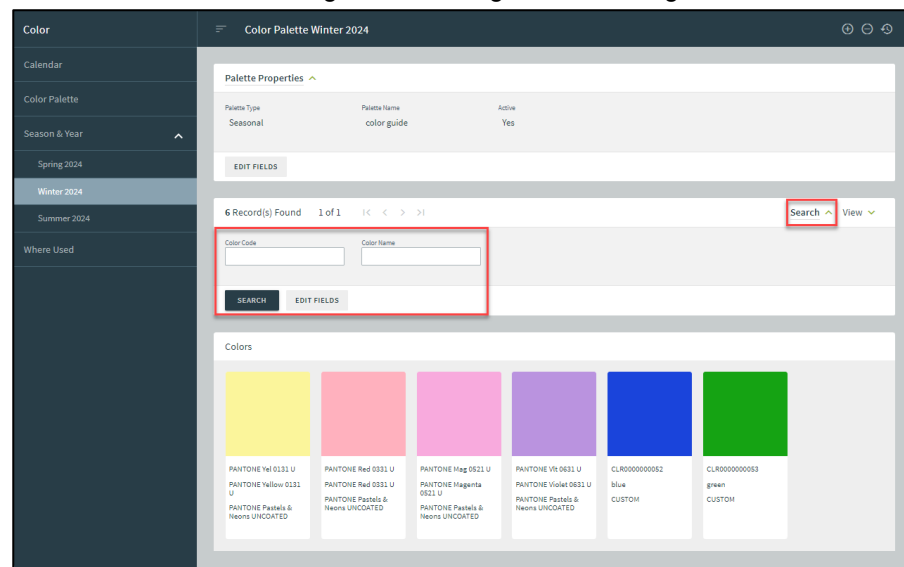 Color
Color Palette Winter 2024
Calendar
Color Palette
Season & Year
Spring 2024
Winter 2024
Summer 2024
Where Used
Palette Properties
Palette Type Palette Name Active
Seasonal color guide Yes
EDIT FIELDS
6 Record(s) Found 1 of 1 Search View
Color Code Color Name
SEARCH EDIT FIELDS
Colors
PANTONE Yel 0131 U
PANTONE Yellow 0131
U
PANTONE Pastels &
Neons UNCOATED
PANTONE Red 0331 U
PANTONE Red 0331 U
PANTONE Pastels &
Neons UNCOATED
PANTONE Mag 0521 U
PANTONE Magenta
0521 U
PANTONE Pastels &
Neons UNCOATED
PANTONE Vlt 0631 U
PANTONE Violet 0631 U
PANTONE Pastels &
Neons UNCOATED
CLR0000000052
blue
CUSTOM
CLR0000000053
green
CUSTOM